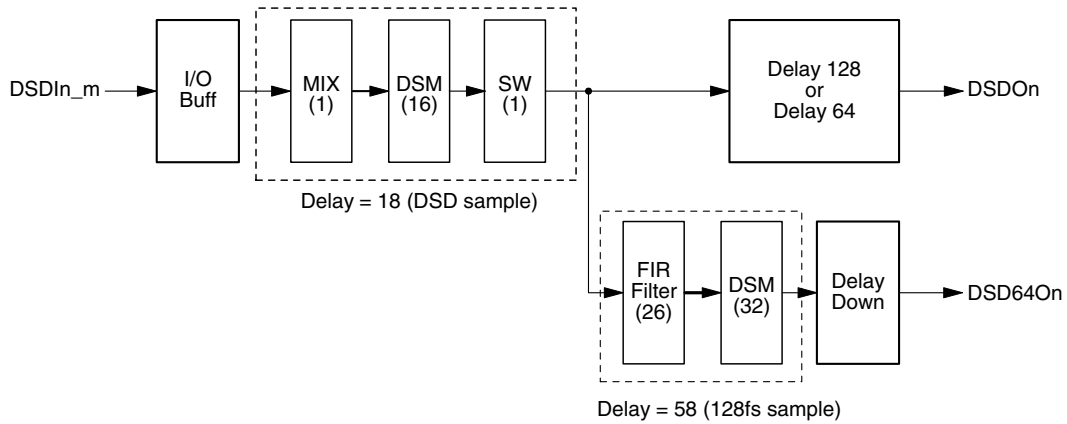 DSDIn_m
I/O
Buff
MIX
(1)
DSM
(16)
SW
(1)
Delay = 18 (DSD sample)
Delay 128
or
Delay 64
DSDOn
FIR
Filter
(26)
DSM
(32)
Delay
Down
DSD64On
Delay = 58 (128fs sample)